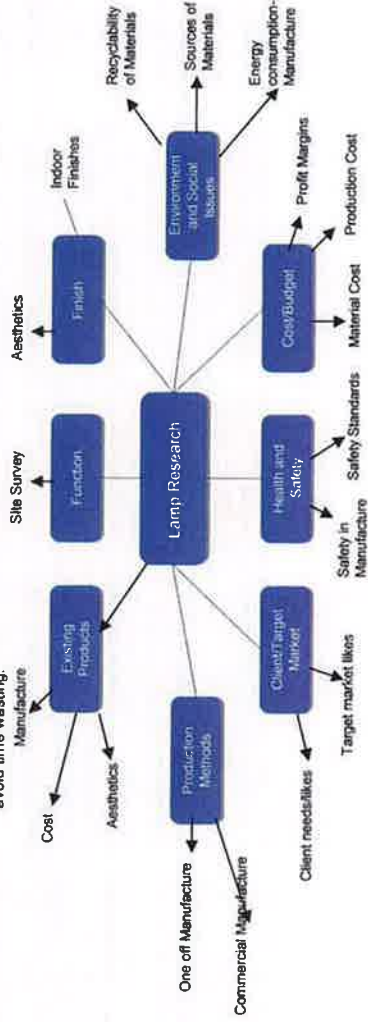 avoid time wasting.
Manufacture
Cost
Aesthetics
Existing
Products
Site Survey
Function
Aesthetics
Indoor
Finishes
Finish
Recyclability
of Materials
Sources of
Materials
Energy
consumption-
Manufacture
Environment
and Social
Issues
Lamp Research
Production
Methods
One off Manufacture
Commercial Manufacture
Client/Target
Market
Client needs/likes
Target market likes
Health and
Safety
Safety in
Manufacture
Safety Standards
Cost/Budget
Profit Margins
Production Cost
Material Cost